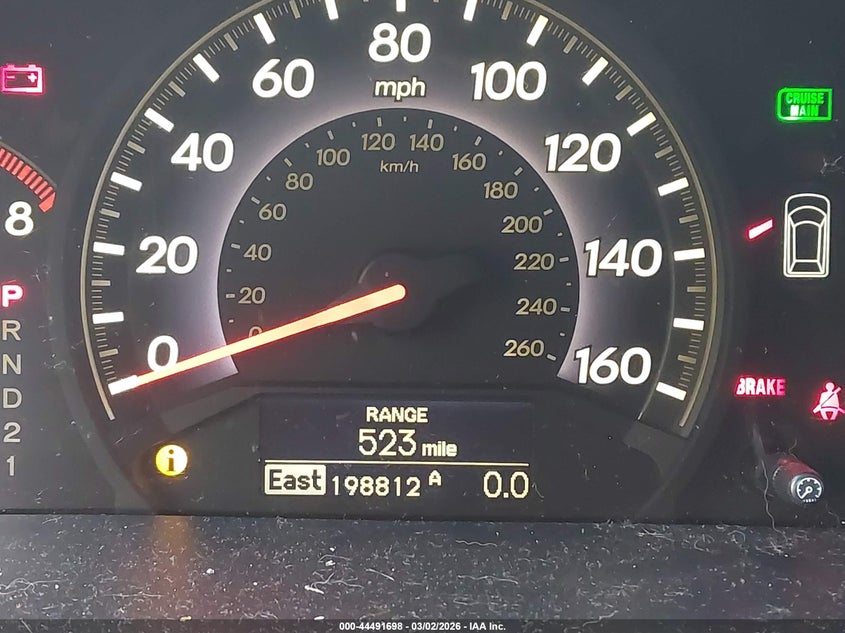 80
60
100
mph
CRUISE
MAIN
40
120
100 120 140 160
km/h
80
180
60
200
8
20
40
220
140
P
20
240
R
0
0
260
160
N
D
2
1
BRAKE
RANGE
523 mile
i
East 198812 A 0.0
000-44491698 - 03/02/2026 - IAA Inc.